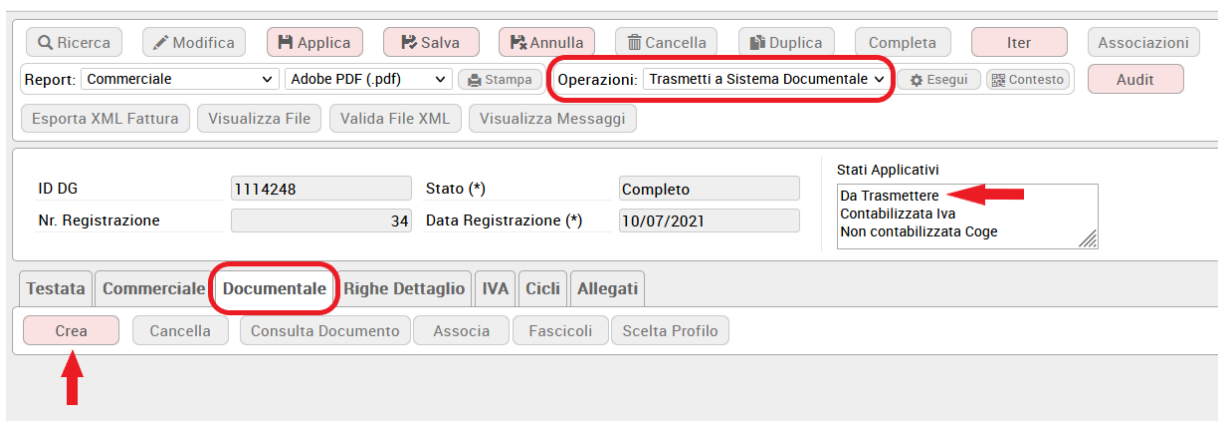 Ricerca Modifica Applica Salva Annulla Cancella Duplica Completa Iter Associazioni
Report: Commerciale Adobe PDF (.pdf) Stampa Operazioni: Trasmetti a Sistema Documentale Esegui Contesto Audit
Esporta XML Fattura Visualizza File Valida File XML Visualizza Messaggi
Stati Applicativi
ID DG 1114248 Stato (*) Completo Da Trasmettere
Contabilizzata Iva
Nr. Registrazione 34 Data Registrazione (*) 10/07/2021 Non contabilizzata Coge
Testata Commerciale Documentale Righe Dettaglio IVA Cicli Allegati
Crea Cancella Consulta Documento Associa Fascicoli Scelta Profilo